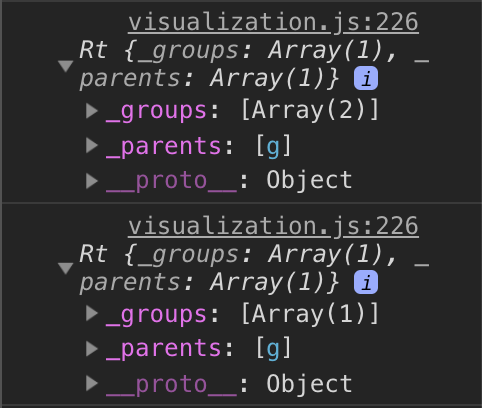 visualization.js:226
Rt {_groups: Array(1), _
parents: Array(1)} i
_groups: [Array(2)]
_parents: [g]
__proto__: Object
visualization.js:226
Rt {_groups: Array(1), _
parents: Array(1)} i
_groups: [Array(1)]
_parents: [g]
__proto__: Object